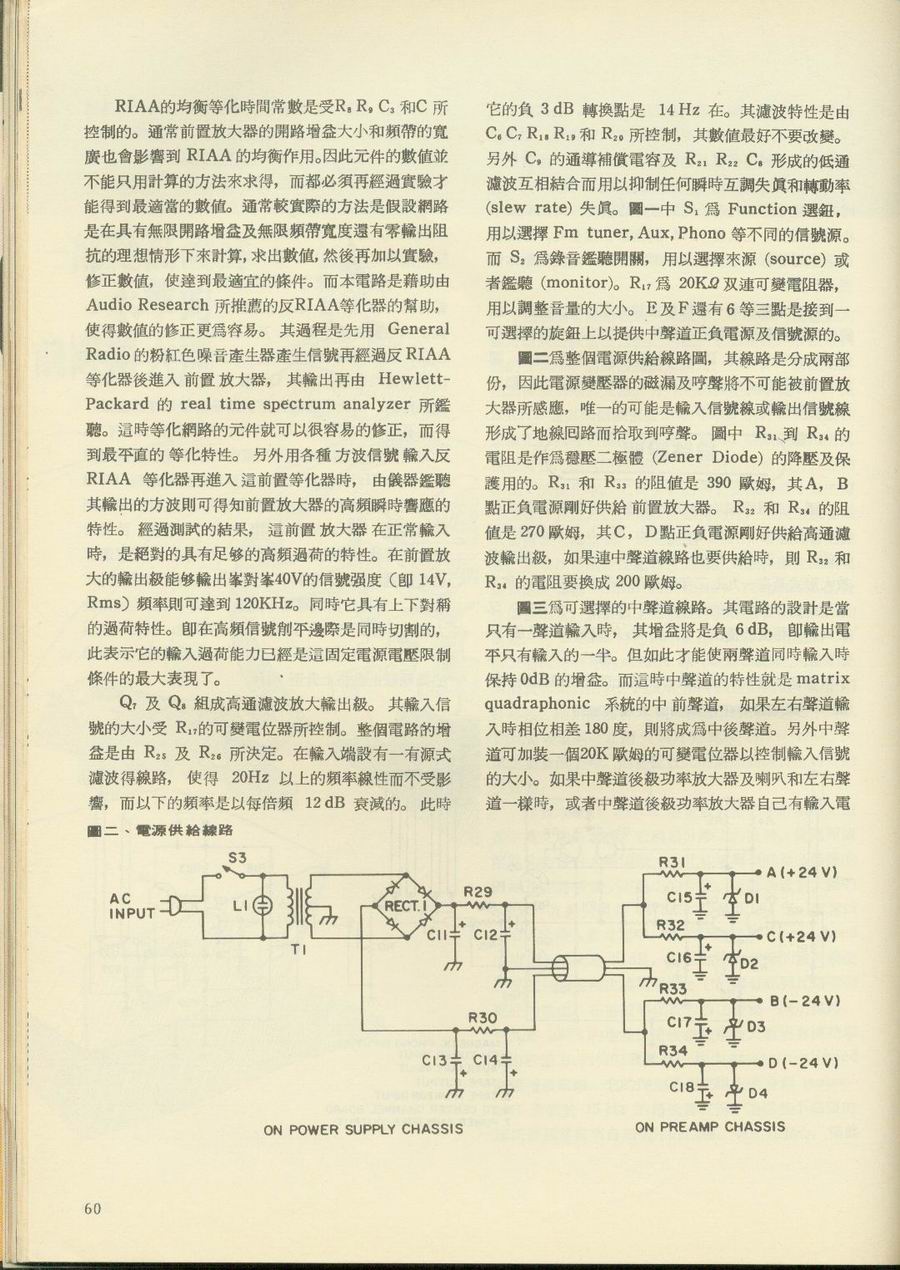 RIAA的均衡等化時間常數是受R₈ R₉ C₃ 和C 所
控制的。通常前置放大器的開路增益大小和頻帶的寬
廣也會影響到 RIAA 的均衡作用。因此元件的數值並
不能只用計算的方法來求得，而都必須再經過實驗才
能得到最適當的數值。通常較實際的方法是假設網路
是在具有無限開路增益及無限頻帶寬度還有零輸出阻
抗的理想情形下來計算，求出數值，然後再加以實驗，
修正數值，使達到最適宜的條件。而本電路是藉助由
Audio Research 所推薦的反RIAA等化器的幫助，
使得數值的修正更爲容易。 其過程是先用 General
Radio 的粉紅色噪音產生器產生信號再經過反 RIAA
等化器後進入 前置 放大器， 其輸出再由 Hewlett-
Packard 的 real time spectrum analyzer 所鑑
聽。這時等化網路的元件就可以很容易的修正，而得
到最平直的 等化特性。 另外用各種 方波信號 輸入反
RIAA 等化器再進入 這前置等化器時， 由儀器鑑聽
其輸出的方波則可得知前置放大器的高頻瞬時響應的
特性。 經過測試的結果， 這前置 放大器 在正常輸入
時，是絕對的具有足够的高頻過荷的特性。在前置放
大的輸出級能够輸出峯對峯40V的信號强度（卽 14V,
Rms）頻率則可達到 120KHz。同時它具有上下對稱
的過荷特性。卽在高頻信號削平邊際是同時切割的，
此表示它的輸入過荷能力已經是這固定電源電壓限制
條件的最大表現了。
Q₇ 及 Q₈ 組成高通濾波放大輸出級。 其輸入信
號的大小受 R₁₇的可變電位器所控制。整個電路的增
益是由 R₂₅ 及 R₂₆ 所決定。在輸入端設有一有源式
濾波得線路， 使得 20Hz 以上的頻率線性而不受影
響，而以下的頻率是以每倍頻 12 dB 衰減的。 此時
它的負 3 dB 轉換點是 14 Hz 在。其濾波特性是由
C₆ C₇ R₁₈ R₁₉ 和 R₂₀ 所控制，其數值最好不要改變。
另外 C₉ 的通導補償電容及 R₂₁ R₂₂ C₈ 形成的低通
濾波互相結合而用以抑制任何瞬時互調失眞和轉動率
(slew rate) 失眞。圖一中 S₁ 爲 Function 選鈕，
用以選擇 Fm tuner, Aux, Phono 等不同的信號源。
而 S₂ 爲錄音鑑聽開關，用以選擇來源 (source) 或
者鑑聽 (monitor)。R₁₇ 爲 20KΩ 双連可變電阻器，
用以調整音量的大小。 E 及 F 還有 6 等三點是接到一
可選擇的旋鈕上以提供中聲道正負電源及信號源的。
圖二爲整個電源供給線路圖，其線路是分成兩部
份，因此電源變壓器的磁漏及哼聲將不可能被前置放
大器所感應，唯一的可能是輸入信號線或輸出信號線
形成了地線回路而拾取到哼聲。 圖中 R₃₁ 到 R₃₄ 的
電阻是作爲穩壓二極體 (Zener Diode) 的降壓及保
護用的。R₃₁ 和 R₃₃ 的阻值是 390 歐姆，其A， B
點正負電源剛好供給 前置放大器。 R₃₂ 和 R₃₄ 的阻
值是 270 歐姆，其C， D點正負電源剛好供給高通濾
波輸出級，如果連中聲道線路也要供給時，則 R₃₂ 和
R₃₄ 的電阻要換成 200 歐姆。
圖三爲可選擇的中聲道線路。其電路的設計是當
只有一聲道輸入時， 其增益將是負 6 dB， 卽輸出電
平只有輸入的一半。但如此才能使兩聲道同時輸入時
保持 0dB 的增益。而這時中聲道的特性就是 matrix
quadraphonic 系統的中 前聲道， 如果左右聲道輸
入時相位相差 180 度，則將成爲中後聲道。另外中聲
道可加裝一個20K 歐姆的可變電位器以控制輸入信號
的大小。如果中聲道後級功率放大器及喇叭和左右聲
道一樣時，或者中聲道後級功率放大器自己有輸入電
圖二、電源供給線路
S3
AC
INPUT
L1
T1
RECT.1
R29
C11
C12
R30
C13
C14
R31
C15
D1
A (+24 V)
R32
C16
D2
C (+24 V)
R33
C17
D3
B (−24 V)
R34
C18
D4
D (−24 V)
ON POWER SUPPLY CHASSIS
ON PREAMP CHASSIS
60